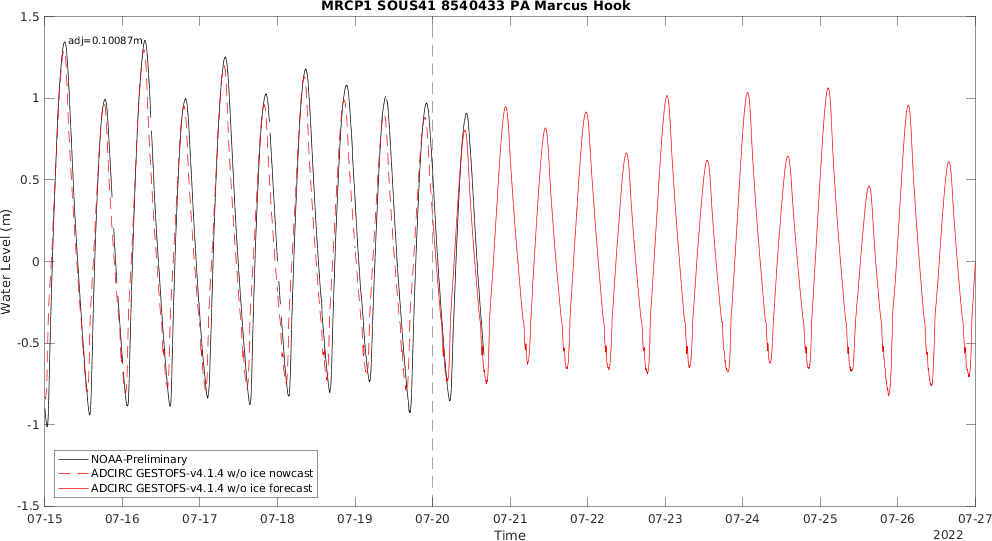 MRCP1 SOUS41 8540433 PA Marcus Hook
1.5
adj=0.10087m
1
0.5
0
-0.5
-1
-1.5
Water Level (m)
NOAA-Preliminary
ADCIRC GESTOFS-v4.1.4 w/o ice nowcast
ADCIRC GESTOFS-v4.1.4 w/o ice forecast
07-15 07-16 07-17 07-18 07-19 07-20 07-21 07-22 07-23 07-24 07-25 07-26 07-27
Time
2022